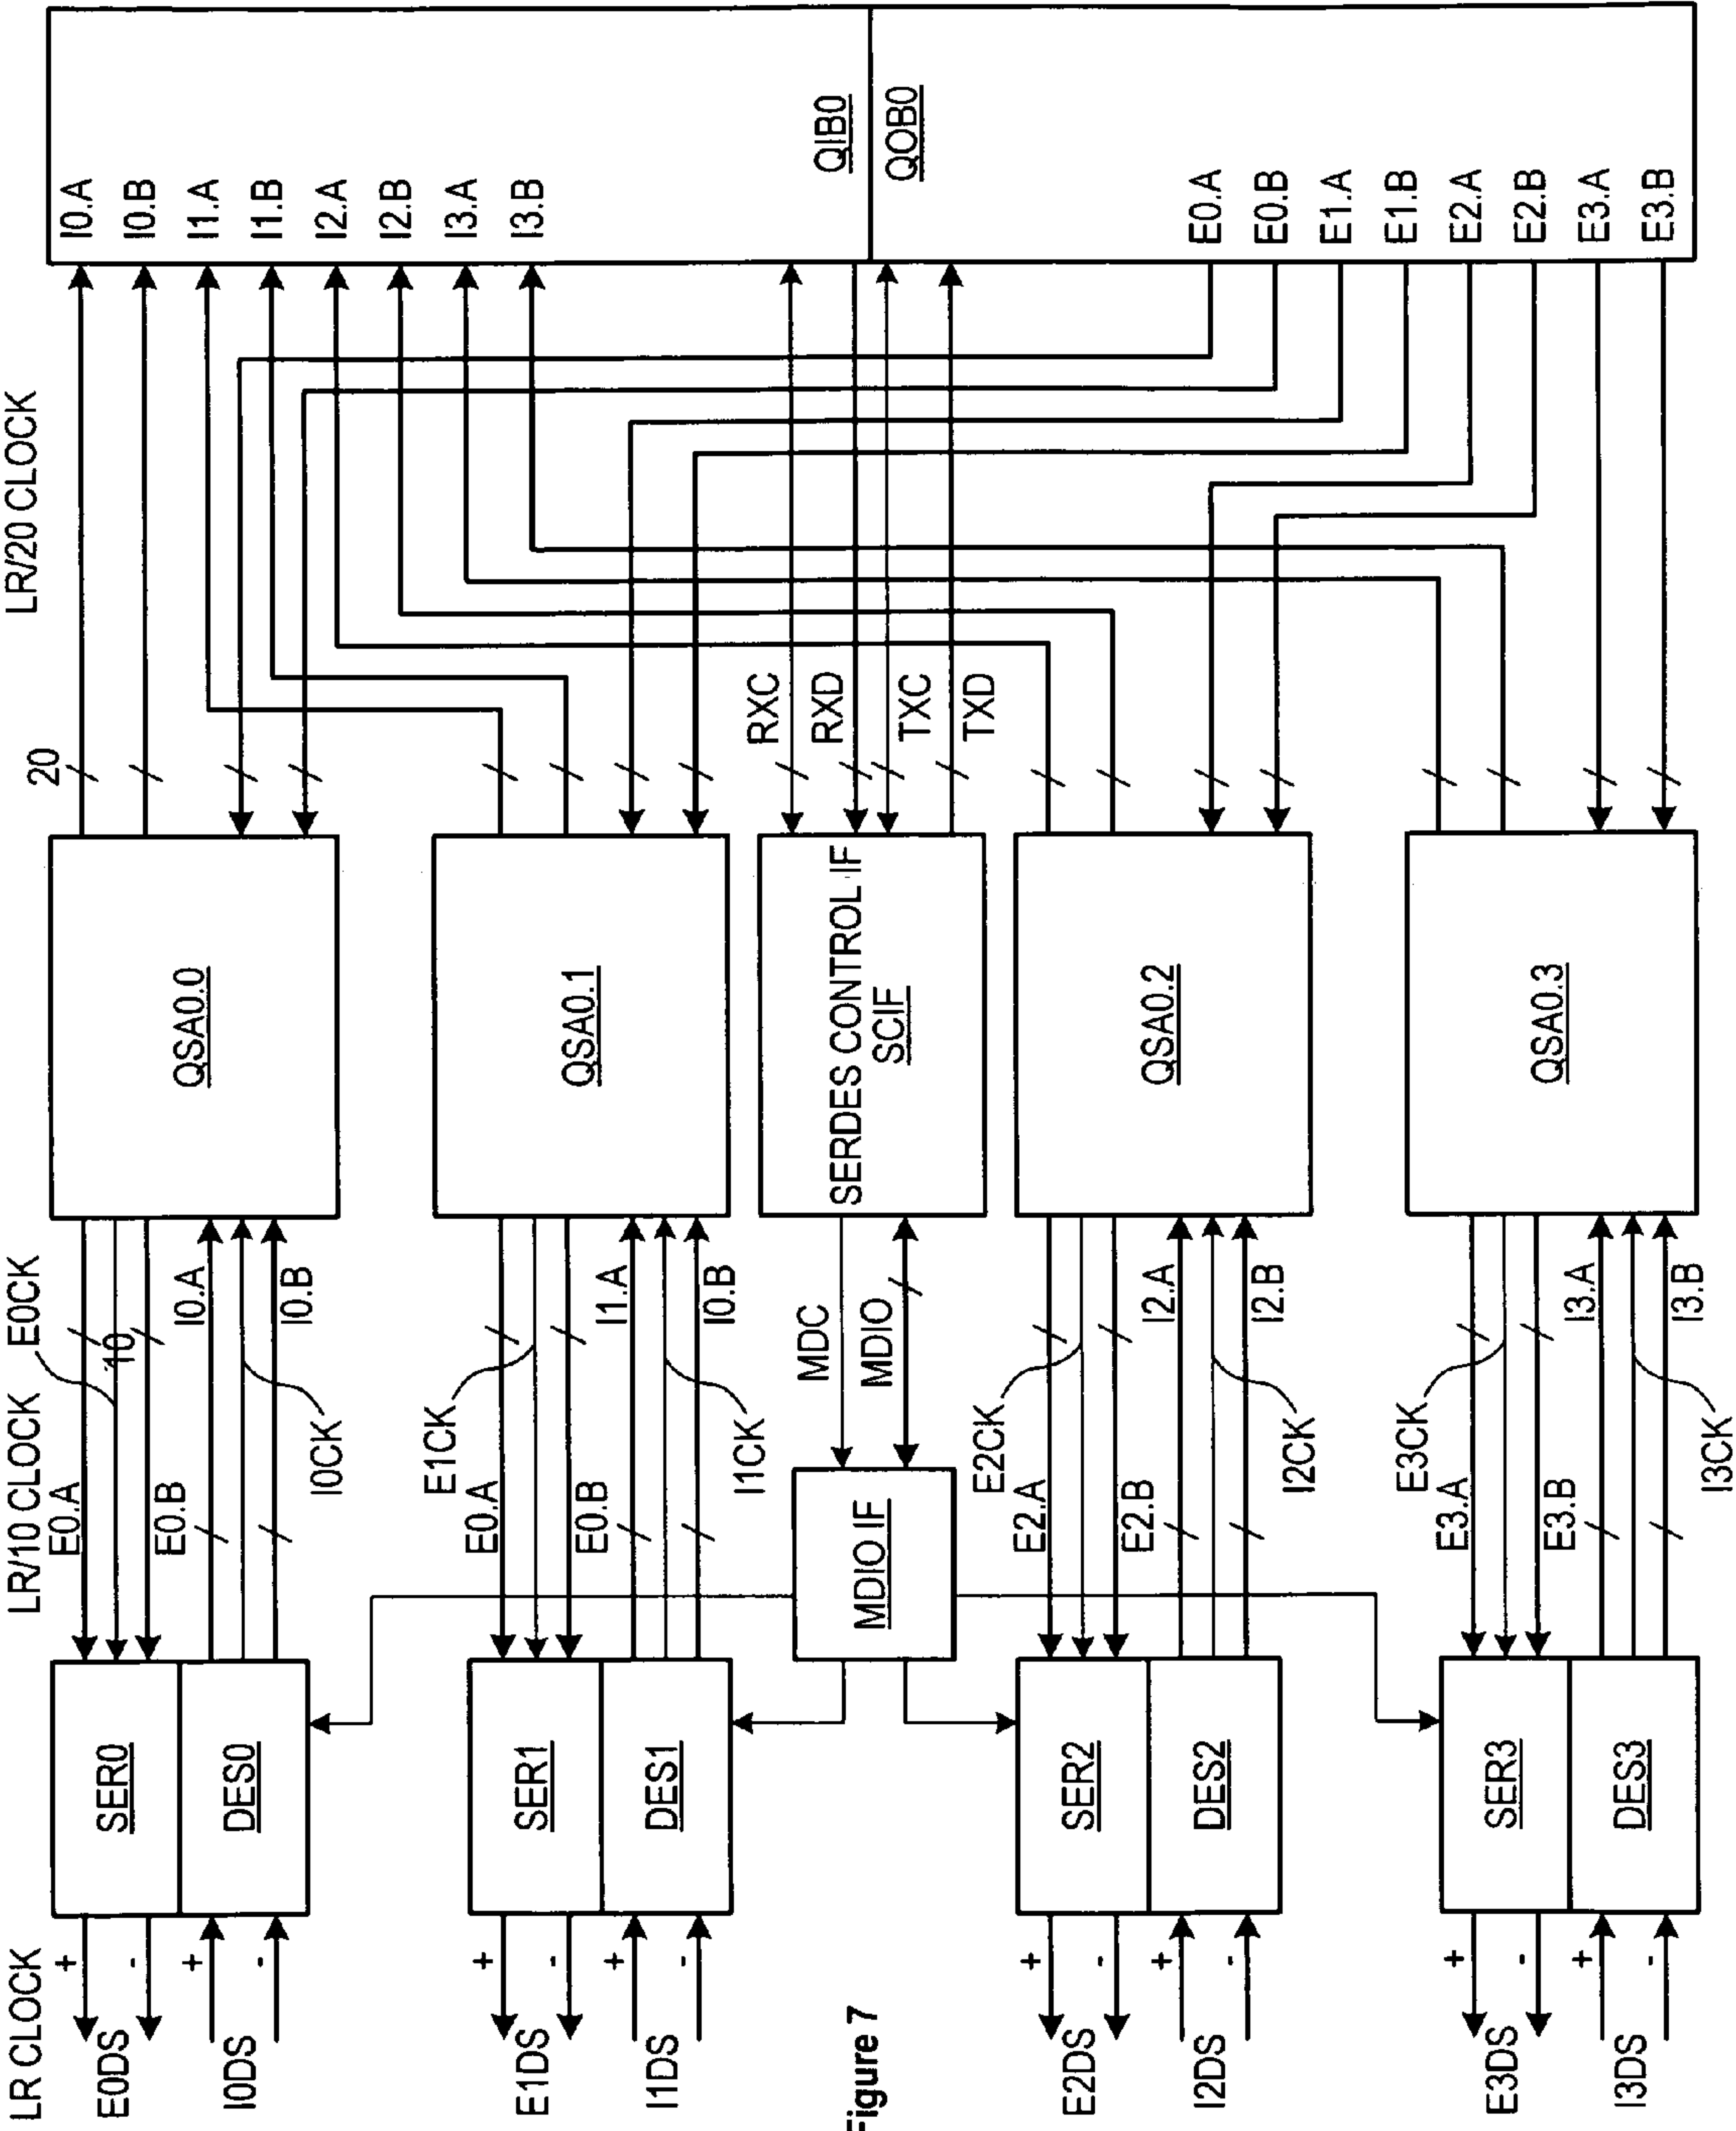 LR CLOCK
LR/10 CLOCK
LR/20 CLOCK
E0DS
+
-
I0DS
+
-
SER0
DES0
E0.A
E0CK
10
E0.B
I0.A
I0CK
I0.B
QSA0.0
20
I0.A
I0.B
I1.A
I1.B
I2.A
I2.B
I3.A
I3.B
QIB0
E1DS
+
-
I1DS
+
-
SER1
DES1
E1CK
E0.A
E0.B
I1.A
I1CK
I0.B
QSA0.1
MDIO IF
MDC
MDIO
SERDES CONTROL IF
SCIF
RXC
RXD
TXC
TXD
QOB0
E2DS
+
-
I2DS
+
-
SER2
DES2
E2CK
E2.A
E2.B
I2.A
I2CK
I2.B
QSA0.2
E0.A
E0.B
E1.A
E1.B
E2.A
E2.B
E3.A
E3.B
E3DS
+
-
I3DS
+
-
SER3
DES3
E3CK
E3.A
E3.B
I3.A
I3CK
I3.B
QSA0.3
Figure 7